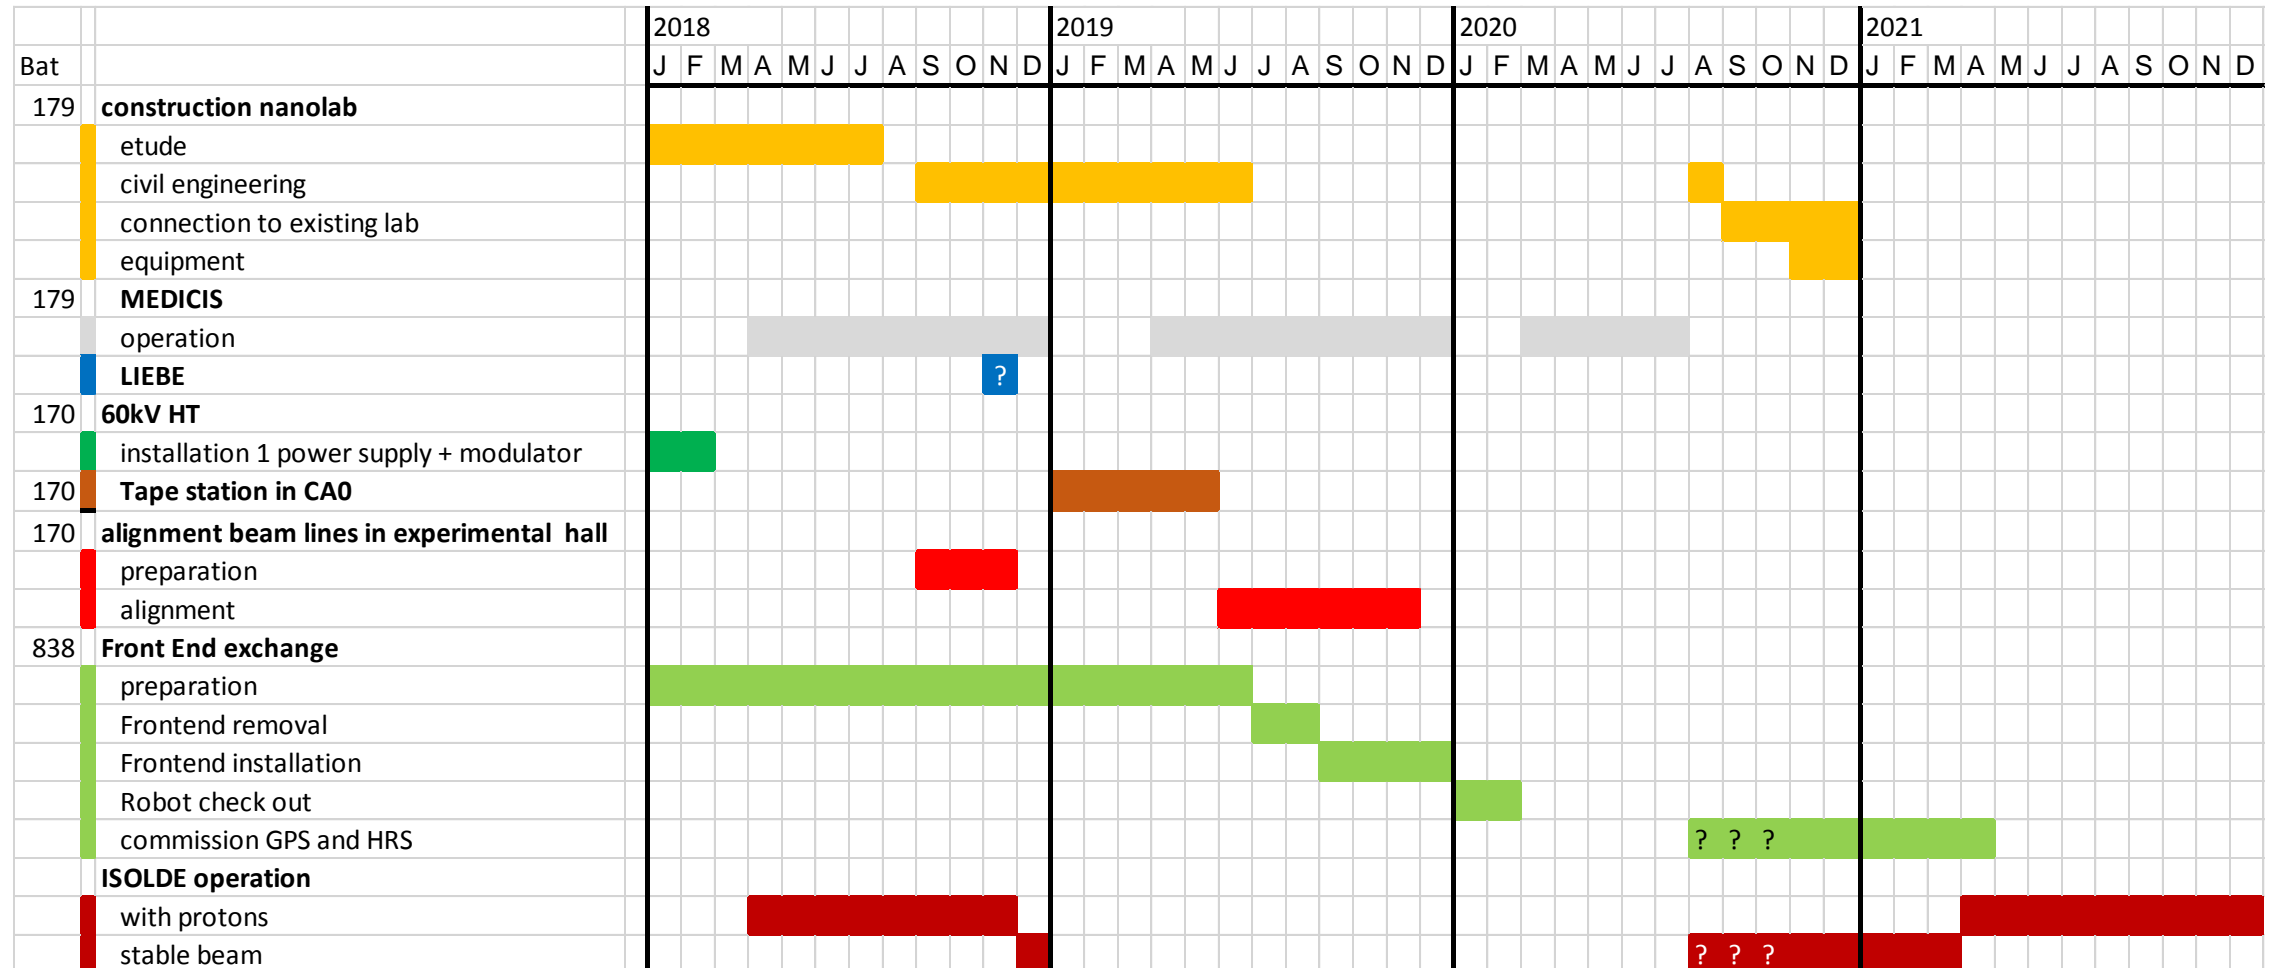 2018 2019 2020 2021
Bat J F M A M J J A S O N D J F M A M J J A S O N D J F M A M J J A S O N D J F M A M J J A S O N D
179 construction nanolab
etude
civil engineering
connection to existing lab
equipment
179 MEDICIS
operation
LIEBE ?
170 60kV HT
installation 1 power supply + modulator
170 Tape station in CA0
170 alignment beam lines in experimental hall
preparation
alignment
838 Front End exchange
preparation
Frontend removal
Frontend installation
Robot check out
commission GPS and HRS ? ? ?
ISOLDE operation
with protons
stable beam ? ? ?